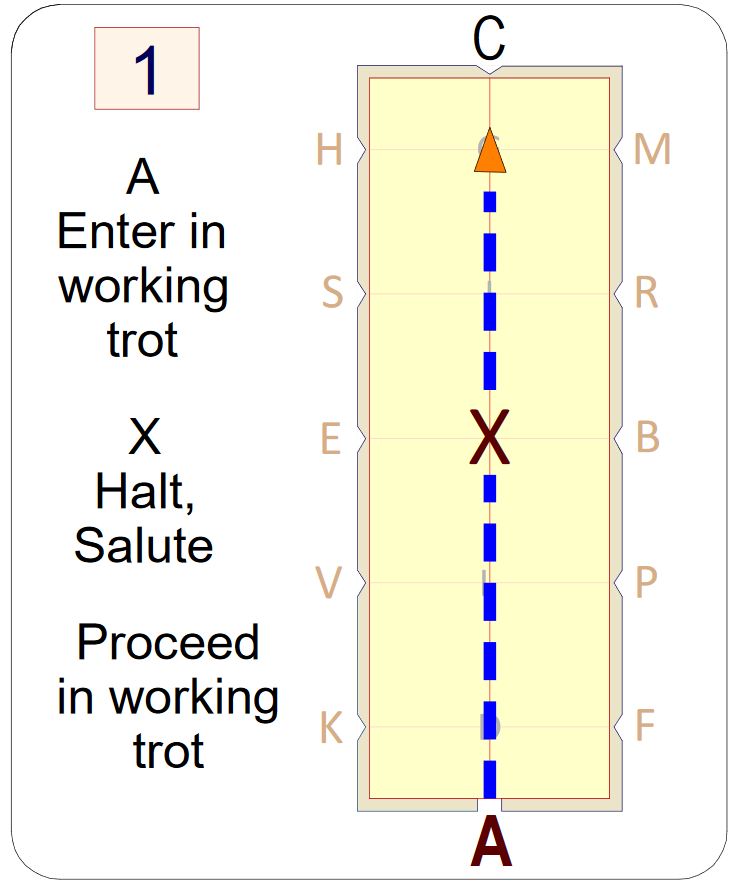 1
A
Enter in
working
trot
X
Halt,
Salute
Proceed
in working
trot
C
H M
S R
E X B
V P
K F
A